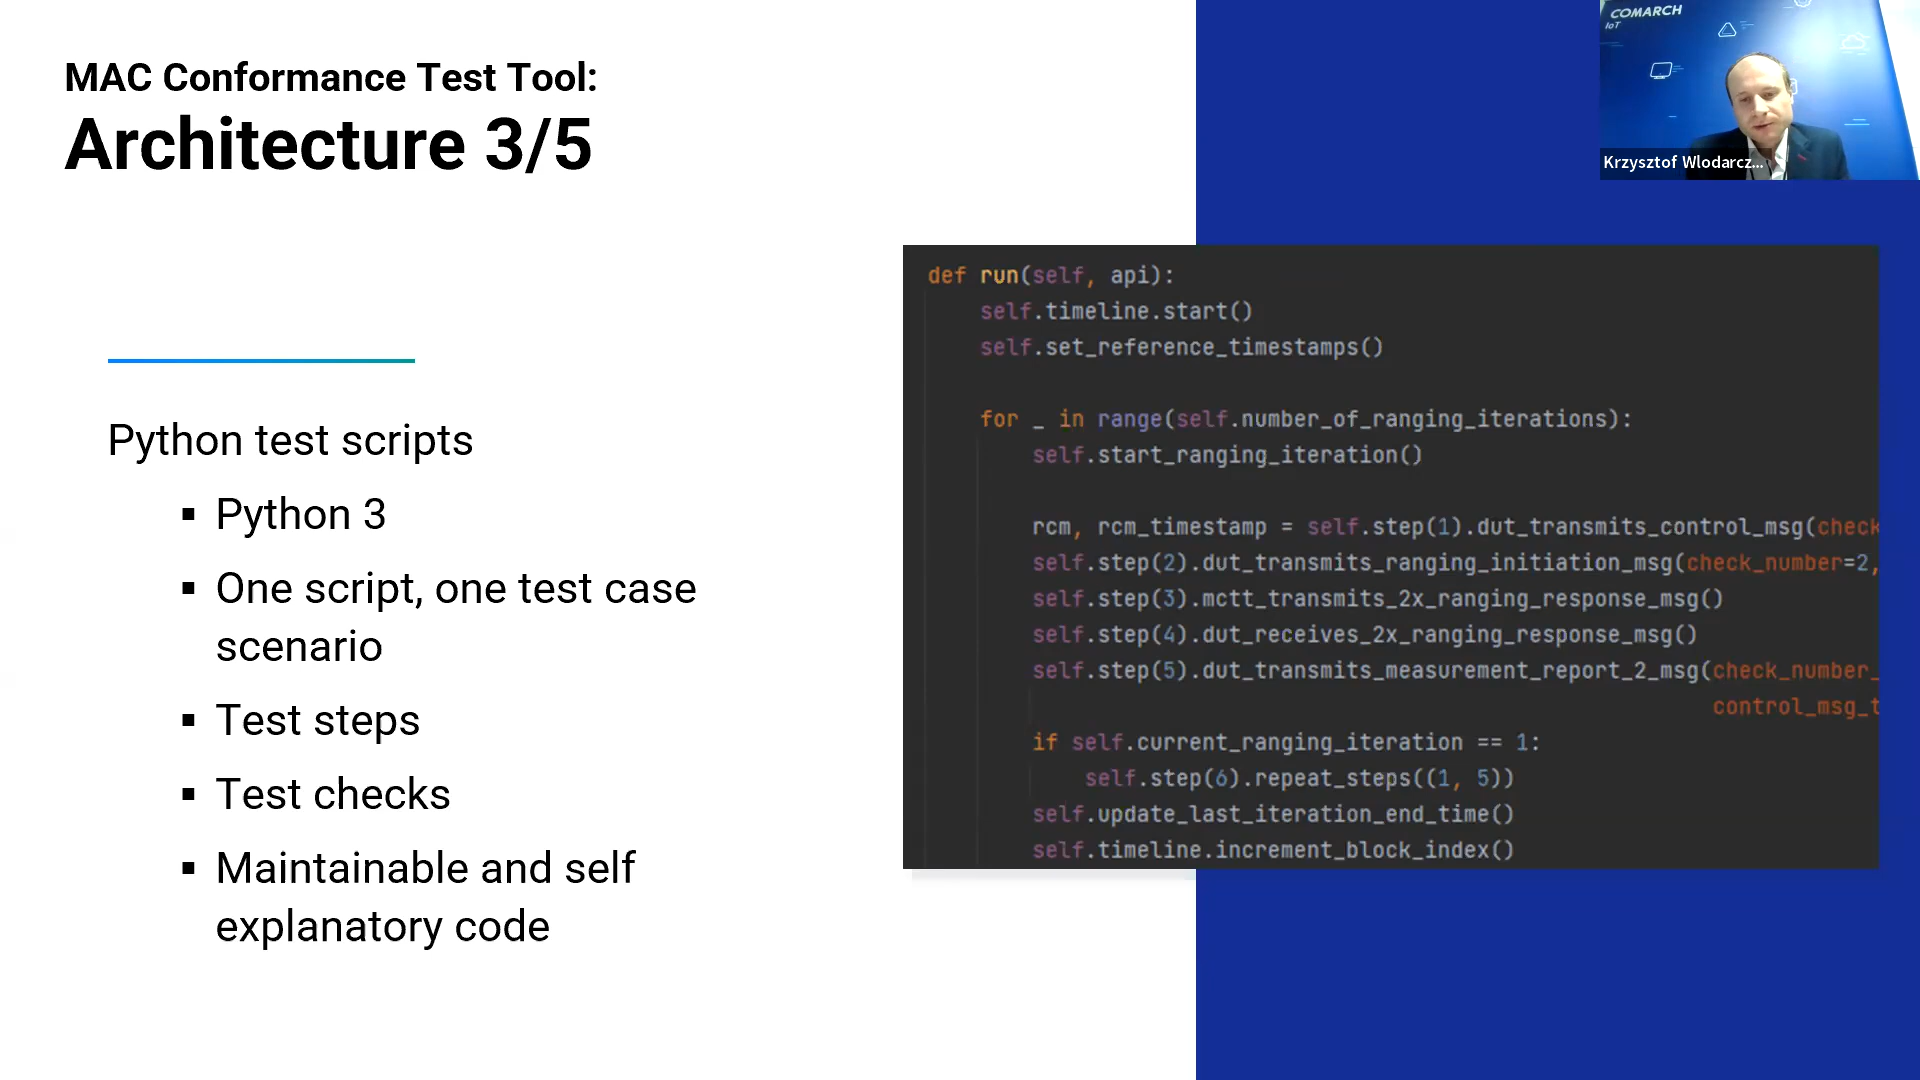 MAC Conformance Test Tool:
Architecture 3/5
COMARCH
IoT
Krzysztof Wlodarcz...
Python test scripts
▪ Python 3
▪ One script, one test case
scenario
▪ Test steps
▪ Test checks
▪ Maintainable and self
explanatory code
def run(self, api):
    self.timeline.start()
    self.set_reference_timestamps()
    for _ in range(self.number_of_ranging_iterations):
        self.start_ranging_iteration()
        rcm, rcm_timestamp = self.step(1).dut_transmits_control_msg(check
        self.step(2).dut_transmits_ranging_initiation_msg(check_number=2,
        self.step(3).mctt_transmits_2x_ranging_response_msg()
        self.step(4).dut_receives_2x_ranging_response_msg()
        self.step(5).dut_transmits_measurement_report_2_msg(check_number_
                                                            control_msg_t
        if self.current_ranging_iteration == 1:
            self.step(6).repeat_steps((1, 5))
        self.update_last_iteration_end_time()
        self.timeline.increment_block_index()